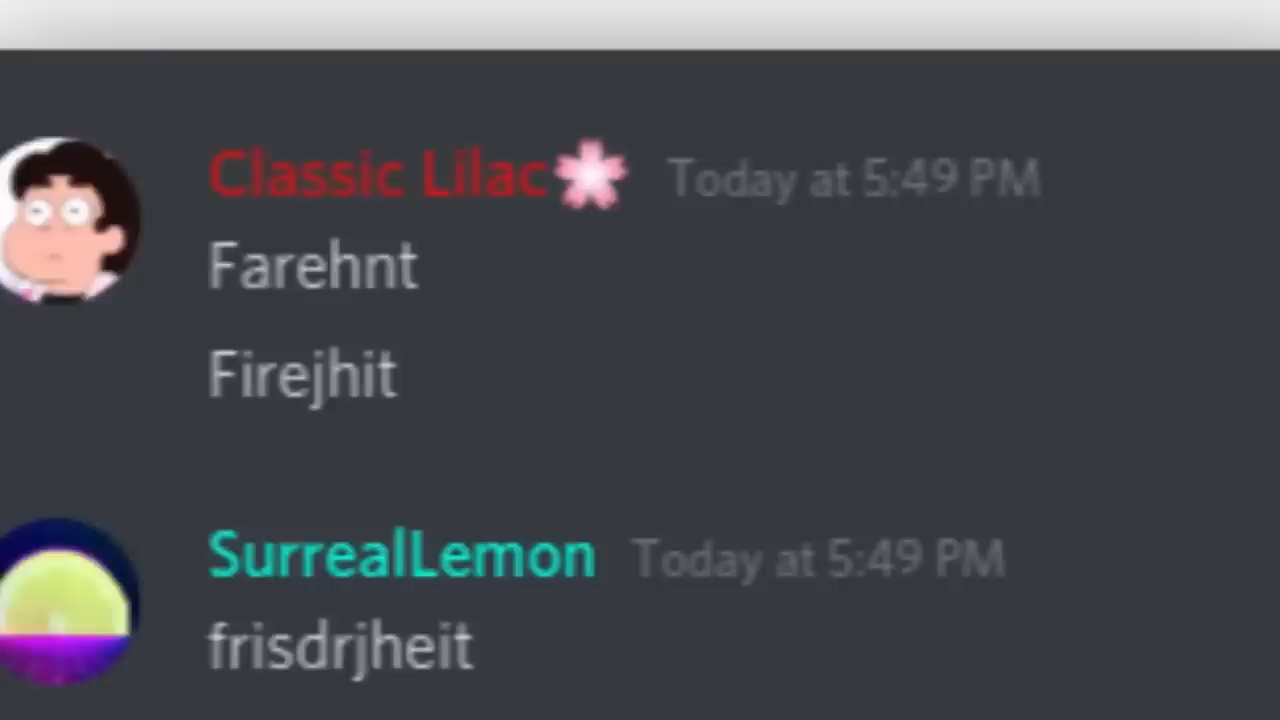 Classic Lilac🌸 Today at 5:49 PM
Farehnt
Firejhit
SurrealLemon Today at 5:49 PM
frisdrjheit